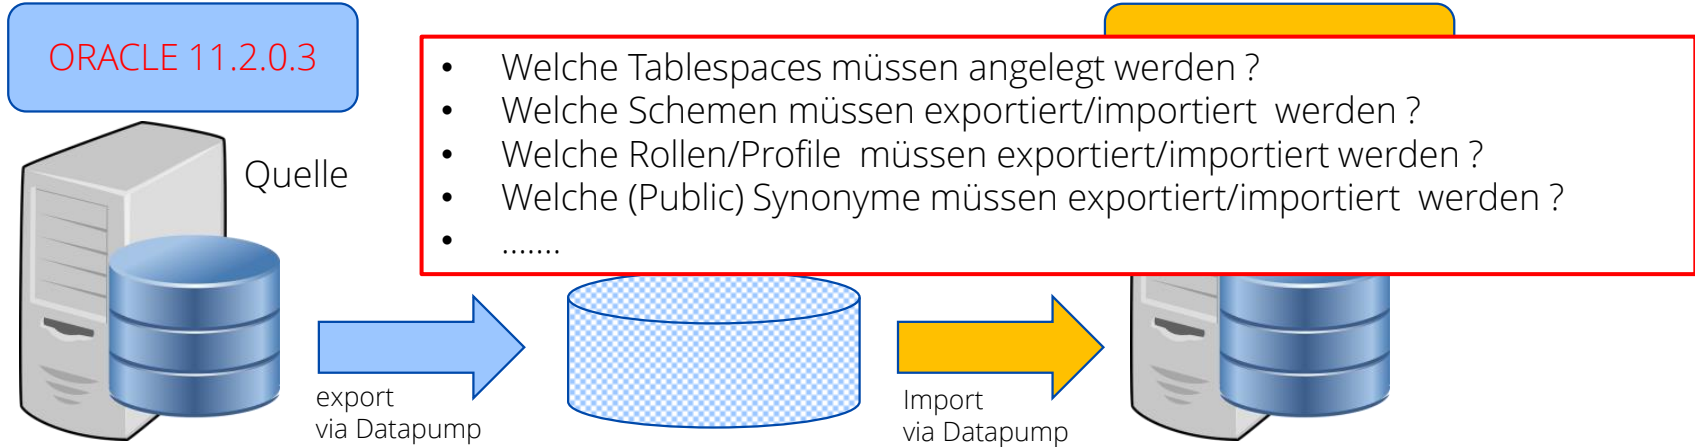 ORACLE 11.2.0.3
• Welche Tablespaces müssen angelegt werden ?
• Welche Schemen müssen exportiert/importiert werden ?
• Welche Rollen/Profile müssen exportiert/importiert werden ?
• Welche (Public) Synonyme müssen exportiert/importiert werden ?
• .......
Quelle
export
via Datapump
Import
via Datapump